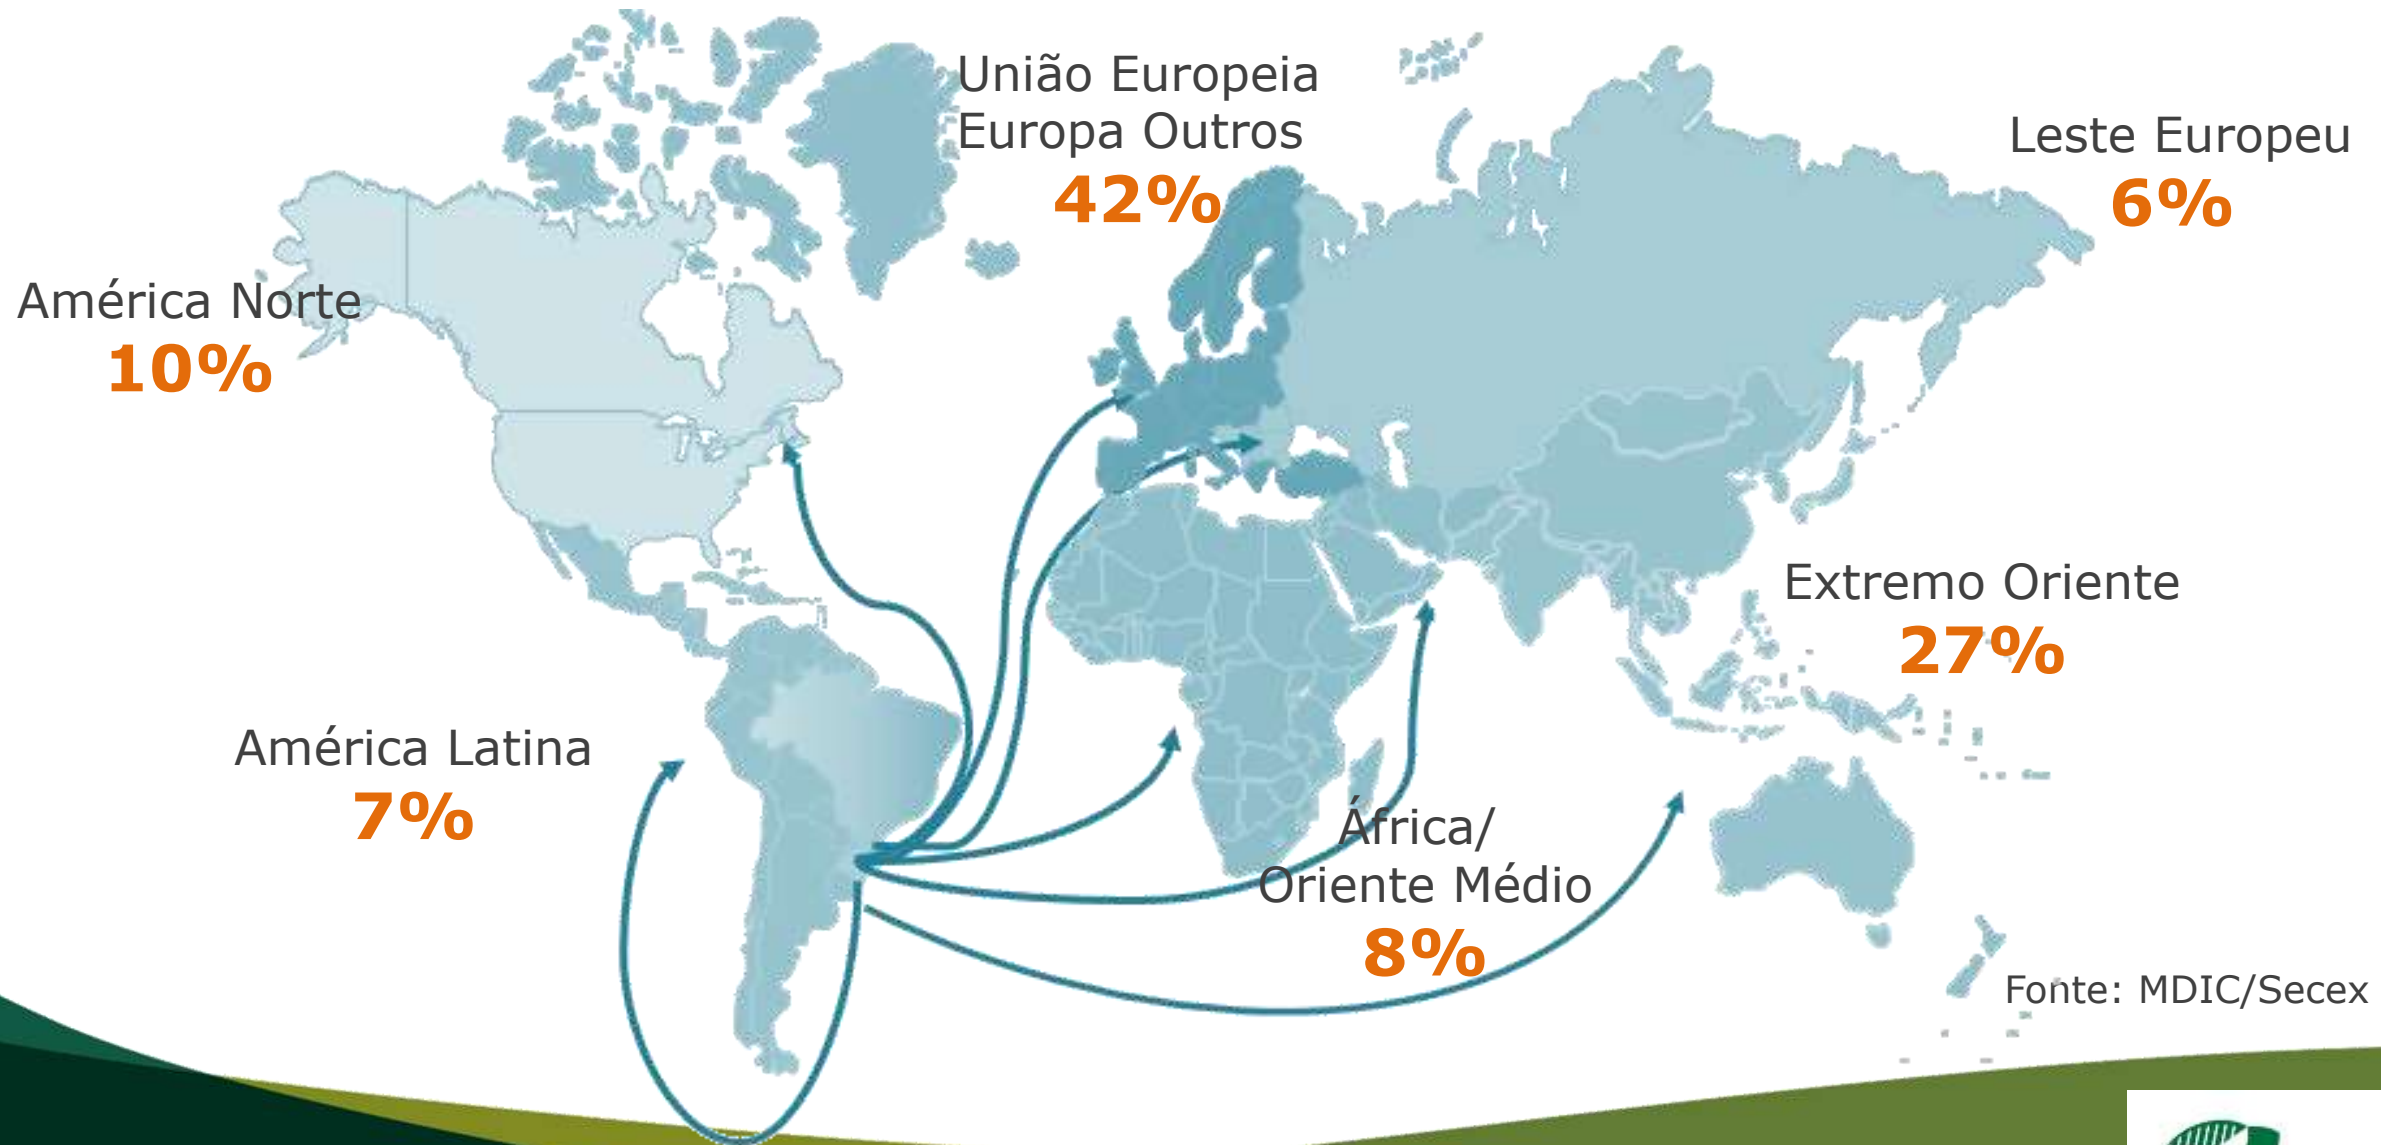 União Europeia
Europa Outros
42%
Leste Europeu
6%
América Norte
10%
Extremo Oriente
27%
América Latina
7%
África/
Oriente Médio
8%
Fonte: MDIC/Secex